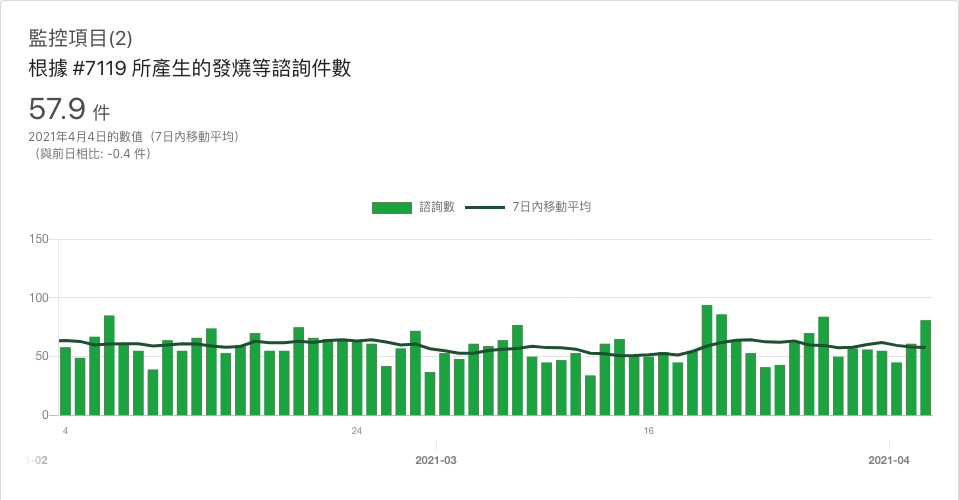 監控項目(2)
根據 #7119 所產生的發燒等諮詢件數
57.9 件
2021年4月4日的數值（7日內移動平均）
（與前日相比: -0.4 件）
諮詢數 7日內移動平均
150
100
50
0
4 24 16
-02 2021-03 2021-04